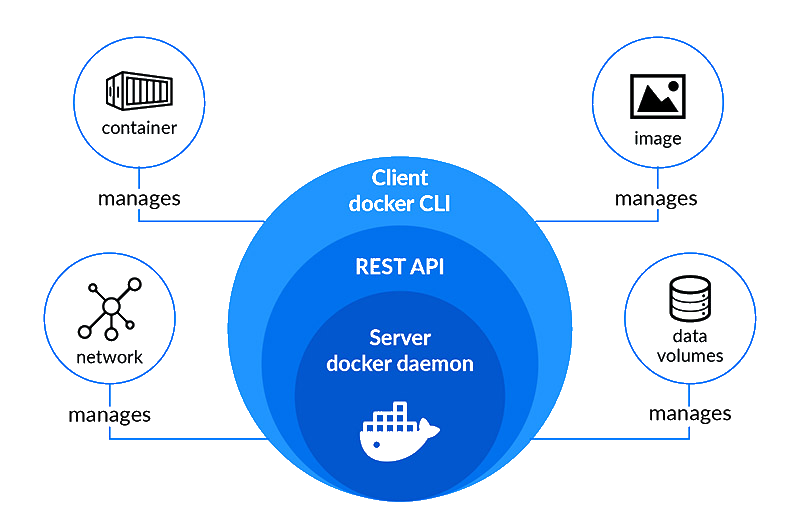 container
manages
image
manages
Client
docker CLI
REST API
Server
docker daemon
network
manages
data
volumes
manages